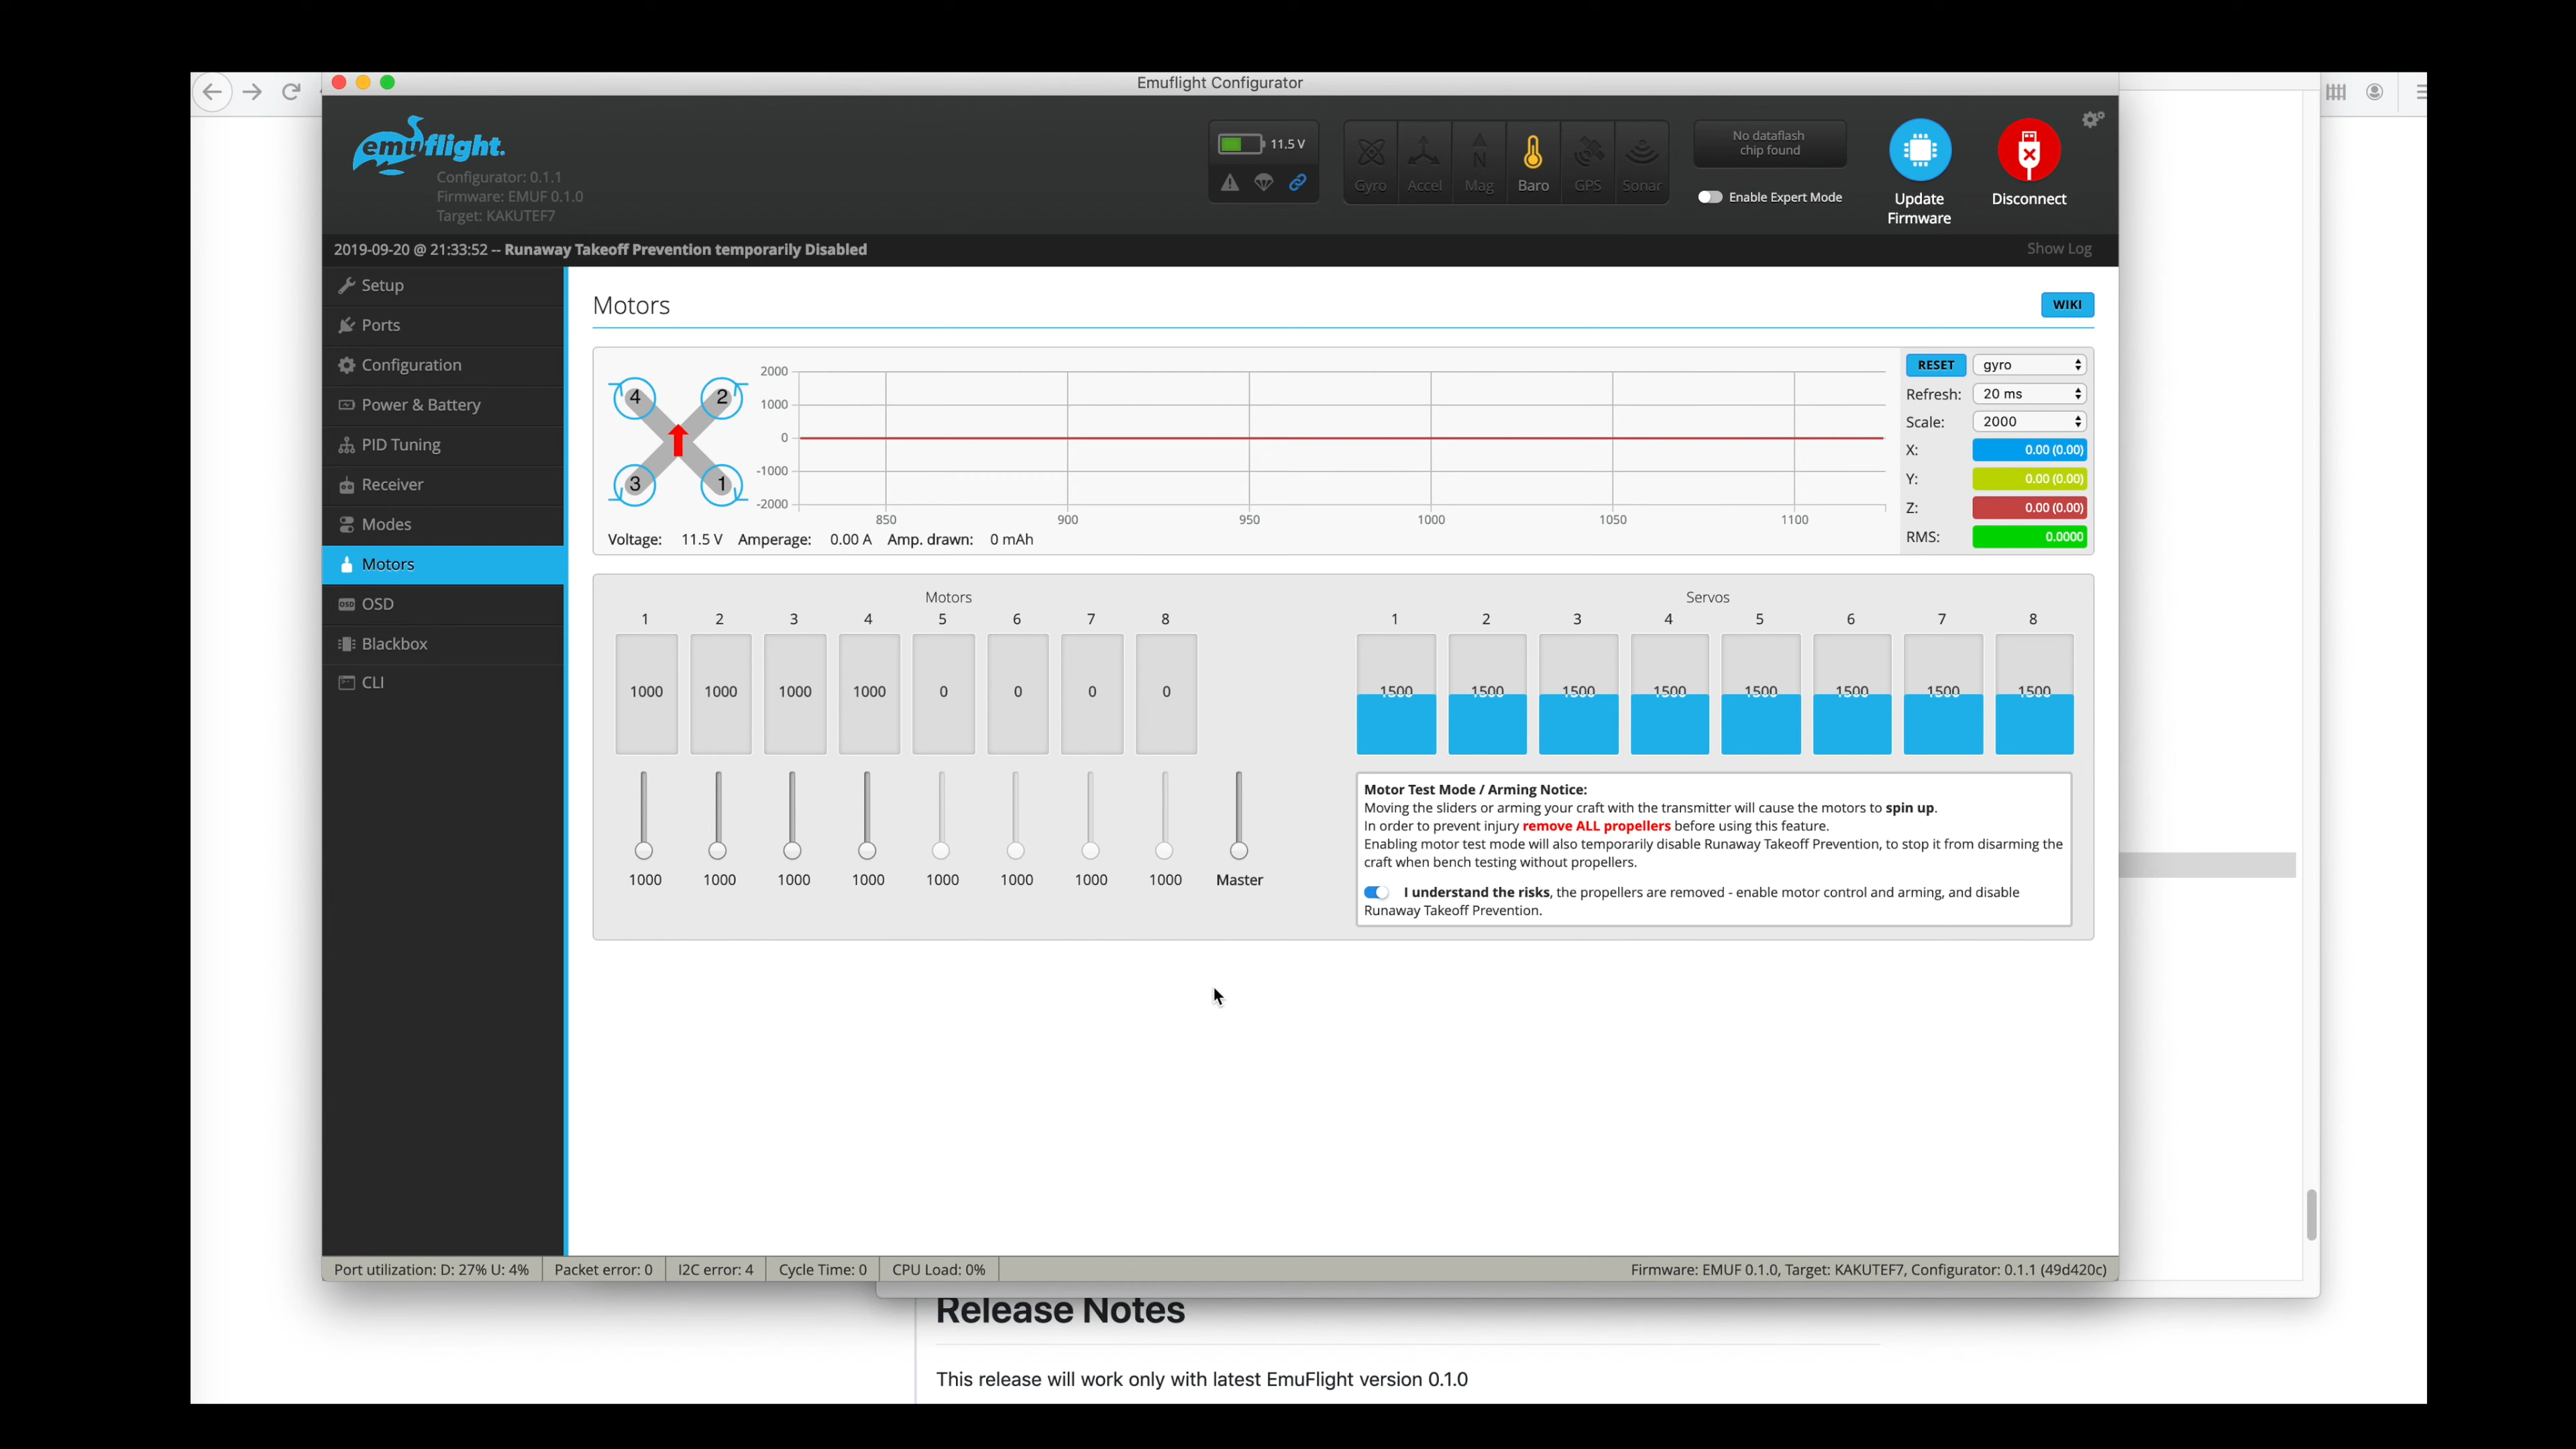 Emuflight Configurator
emuflight.
Configurator: 0.1.1
Firmware: EMUF 0.1.0
Target: KAKUTEF7
11.5 V
Gyro Accel Mag Baro GPS Sonar
No dataflash
chip found
Enable Expert Mode
Update
Firmware
Disconnect
2019-09-20 @ 21:33:52 -- Runaway Takeoff Prevention temporarily Disabled
Show Log
Setup
Ports
Configuration
Power & Battery
PID Tuning
Receiver
Modes
Motors
OSD
Blackbox
CLI
Motors
WIKI
4 2
3 1
2000
1000
0
-1000
-2000
850 900 950 1000 1050 1100
Voltage: 11.5 V Amperage: 0.00 A Amp. drawn: 0 mAh
RESET gyro
Refresh: 20 ms
Scale: 2000
X: 0.00 (0.00)
Y: 0.00 (0.00)
Z: 0.00 (0.00)
RMS: 0.0000
Motors
1 2 3 4 5 6 7 8
1000 1000 1000 1000 0 0 0 0
1000 1000 1000 1000 1000 1000 1000 1000 Master
Servos
1 2 3 4 5 6 7 8
1500 1500 1500 1500 1500 1500 1500 1500
Motor Test Mode / Arming Notice:
Moving the sliders or arming your craft with the transmitter will cause the motors to spin up.
In order to prevent injury remove ALL propellers before using this feature.
Enabling motor test mode will also temporarily disable Runaway Takeoff Prevention, to stop it from disarming the
craft when bench testing without propellers.
I understand the risks, the propellers are removed - enable motor control and arming, and disable
Runaway Takeoff Prevention.
Port utilization: D: 27% U: 4% Packet error: 0 I2C error: 4 Cycle Time: 0 CPU Load: 0%
Firmware: EMUF 0.1.0, Target: KAKUTEF7, Configurator: 0.1.1 (49d420c)
Release Notes
This release will work only with latest EmuFlight version 0.1.0